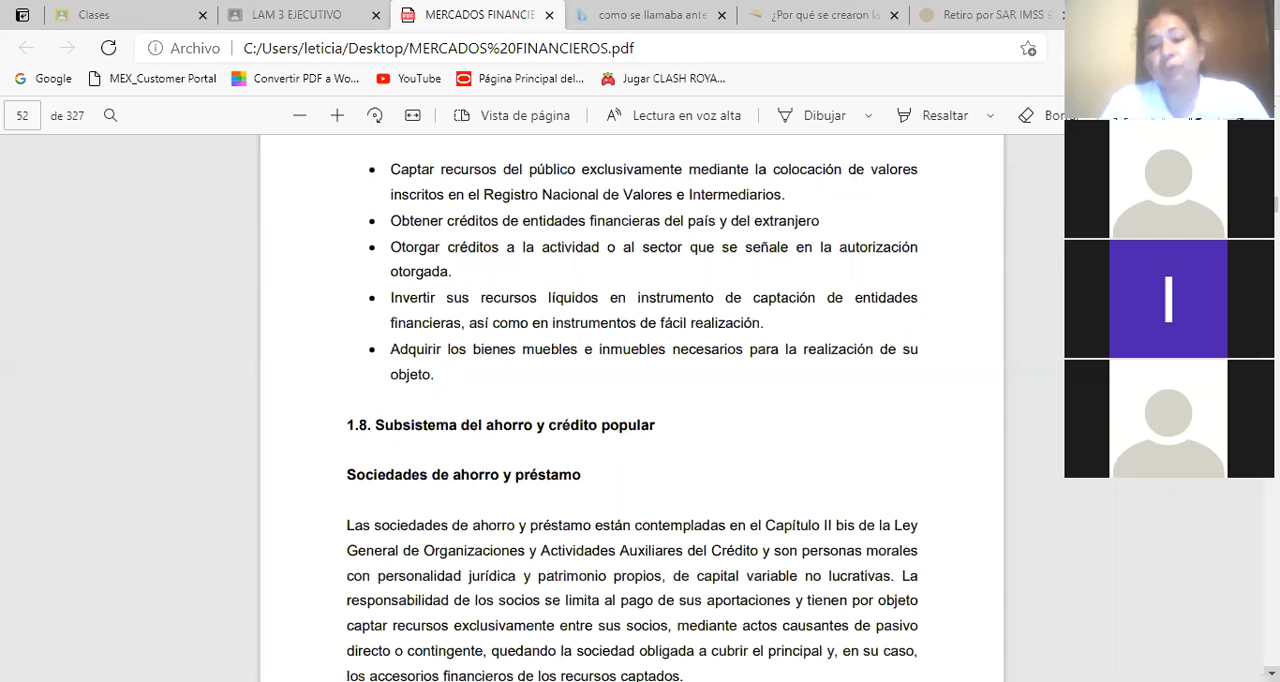 Clases
LAM 3 EJECUTIVO
MERCADOS FINANCIE
como se llamaba ante
¿Por qué se crearon la
Retiro por SAR IMSS 9
Archivo
C:/Users/leticia/Desktop/MERCADOS%20FINANCIEROS.pdf
Google
MEX_Customer Portal
Convertir PDF a Wo...
YouTube
Página Principal del...
Jugar CLASH ROYA...
52 de 327
Vista de página
Lectura en voz alta
Dibujar
Resaltar
• Captar recursos del público exclusivamente mediante la colocación de valores
inscritos en el Registro Nacional de Valores e Intermediarios.
• Obtener créditos de entidades financieras del país y del extranjero
• Otorgar créditos a la actividad o al sector que se señale en la autorización
otorgada.
• Invertir sus recursos líquidos en instrumento de captación de entidades
financieras, así como en instrumentos de fácil realización.
• Adquirir los bienes muebles e inmuebles necesarios para la realización de su
objeto.
1.8. Subsistema del ahorro y crédito popular
Sociedades de ahorro y préstamo
Las sociedades de ahorro y préstamo están contempladas en el Capítulo II bis de la Ley
General de Organizaciones y Actividades Auxiliares del Crédito y son personas morales
con personalidad jurídica y patrimonio propios, de capital variable no lucrativas. La
responsabilidad de los socios se limita al pago de sus aportaciones y tienen por objeto
captar recursos exclusivamente entre sus socios, mediante actos causantes de pasivo
directo o contingente, quedando la sociedad obligada a cubrir el principal y, en su caso,
los accesorios financieros de los recursos captados.
I